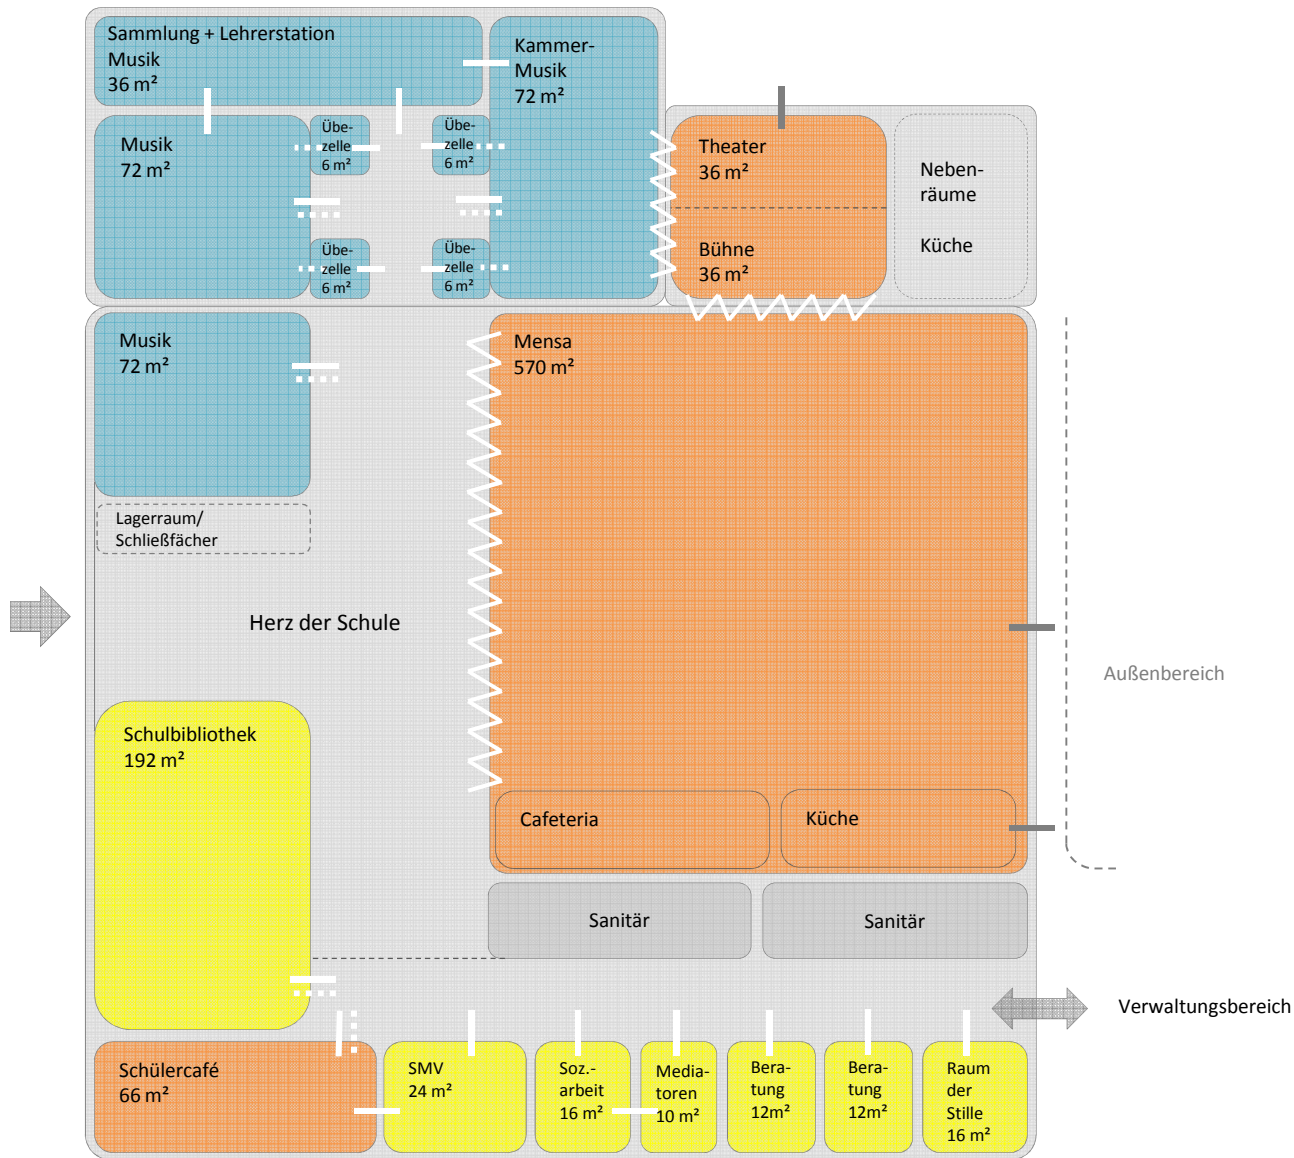 Sammlung + Lehrerstation
Musik
36 m²
Kammer-
Musik
72 m²
Musik
72 m²
Übe-
zelle
6 m²
Übe-
zelle
6 m²
Übe-
zelle
6 m²
Übe-
zelle
6 m²
Theater
36 m²
Bühne
36 m²
Neben-
räume
Küche
Musik
72 m²
Mensa
570 m²
Lagerraum/
Schließfächer
Herz der Schule
Außenbereich
Schulbibliothek
192 m²
Cafeteria
Küche
Sanitär
Sanitär
Verwaltungsbereich
Schülercafé
66 m²
SMV
24 m²
Soz.-
arbeit
16 m²
Media-
toren
10 m²
Bera-
tung
12m²
Bera-
tung
12m²
Raum
der
Stille
16 m²